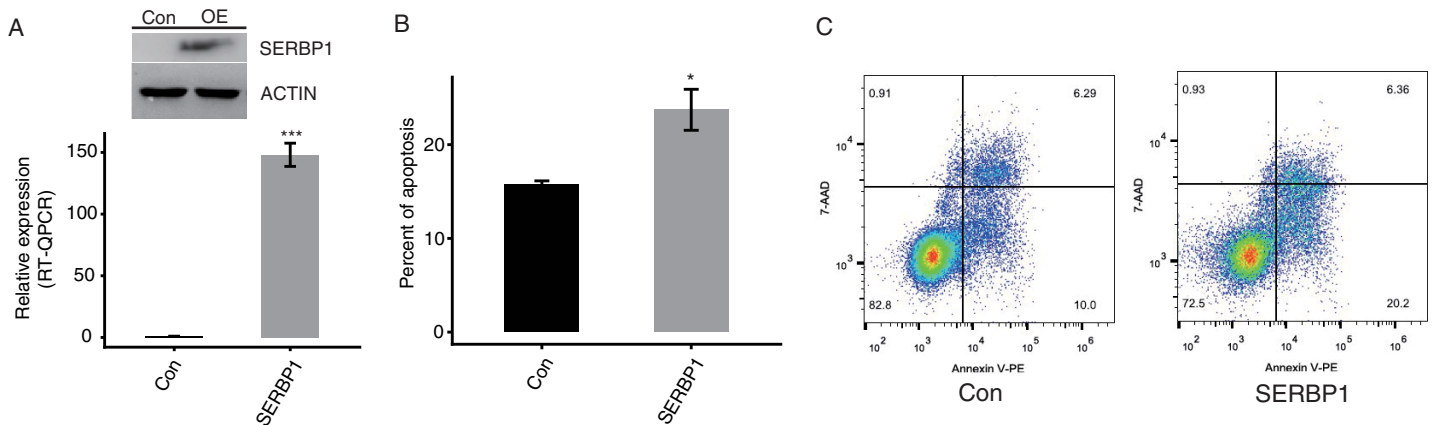 A
Con OE
SERBP1
ACTIN
Relative expression
(RT-QPCR)
150
100
50
0
***
Con
SERBP1
B
Percent of apoptosis
20
10
0
*
Con
SERBP1
C
0.91
6.29
82.8
10.0
7-AAD
10^4
10^3
10^2 10^3 10^4 10^5 10^6
Annexin V-PE
Con
0.93
6.36
72.5
20.2
7-AAD
10^4
10^3
10^2 10^3 10^4 10^5 10^6
Annexin V-PE
SERBP1